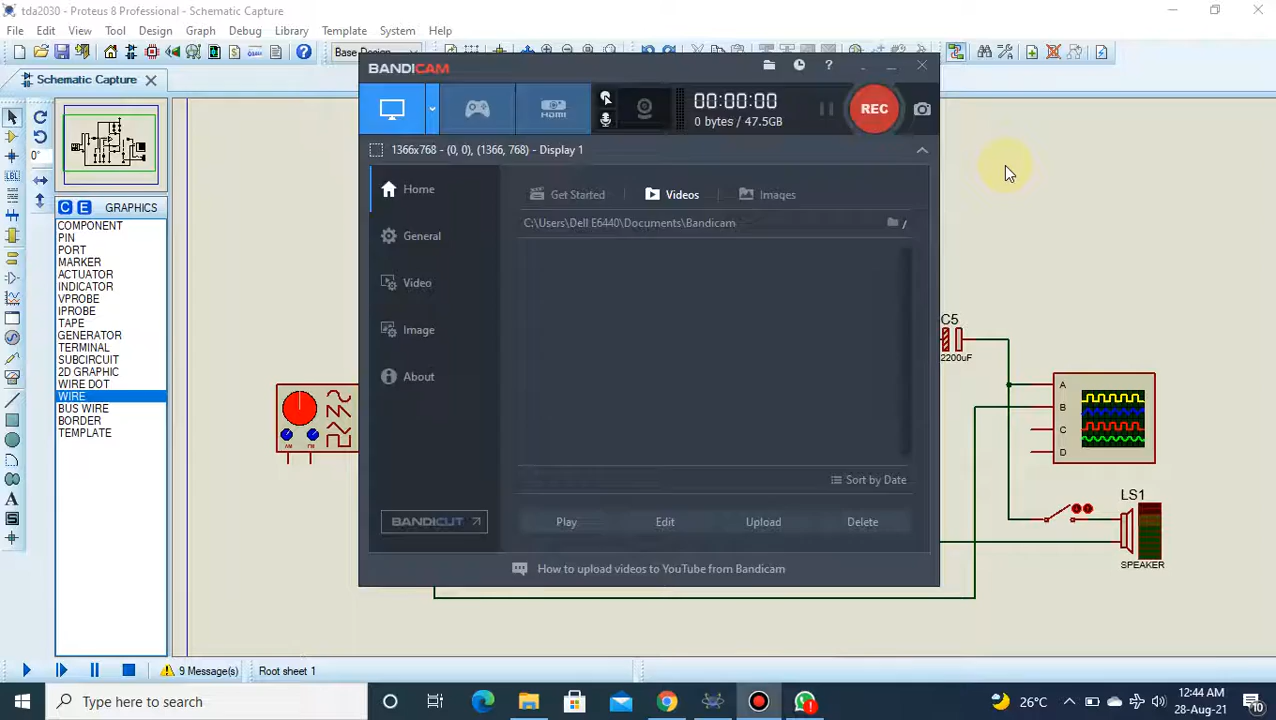 tda2030 - Proteus 8 Professional - Schematic Capture
File Edit View Tool Design Graph Debug Library Template System Help
Base Design
Schematic Capture
BANDICAM
HDMI
00:00:00
0 bytes / 47.5GB
REC
1366x768 - (0, 0), (1366, 768) - Display 1
Home
General
Video
Image
About
BANDICUT
Get Started
Videos
Images
C:\Users\Dell E6440\Documents\Bandicam
/
Sort by Date
Play
Edit
Upload
Delete
How to upload videos to YouTube from Bandicam
0°
LBL
A
C E GRAPHICS
COMPONENT
PIN
PORT
MARKER
ACTUATOR
INDICATOR
VPROBE
IPROBE
TAPE
GENERATOR
TERMINAL
SUBCIRCUIT
2D GRAPHIC
WIRE DOT
WIRE
BUS WIRE
BORDER
TEMPLATE
AM
FM
C5
2200uF
A
B
C
D
LS1
SPEAKER
9 Message(s)
Root sheet 1
Type here to search
26°C
12:44 AM
28-Aug-21
10